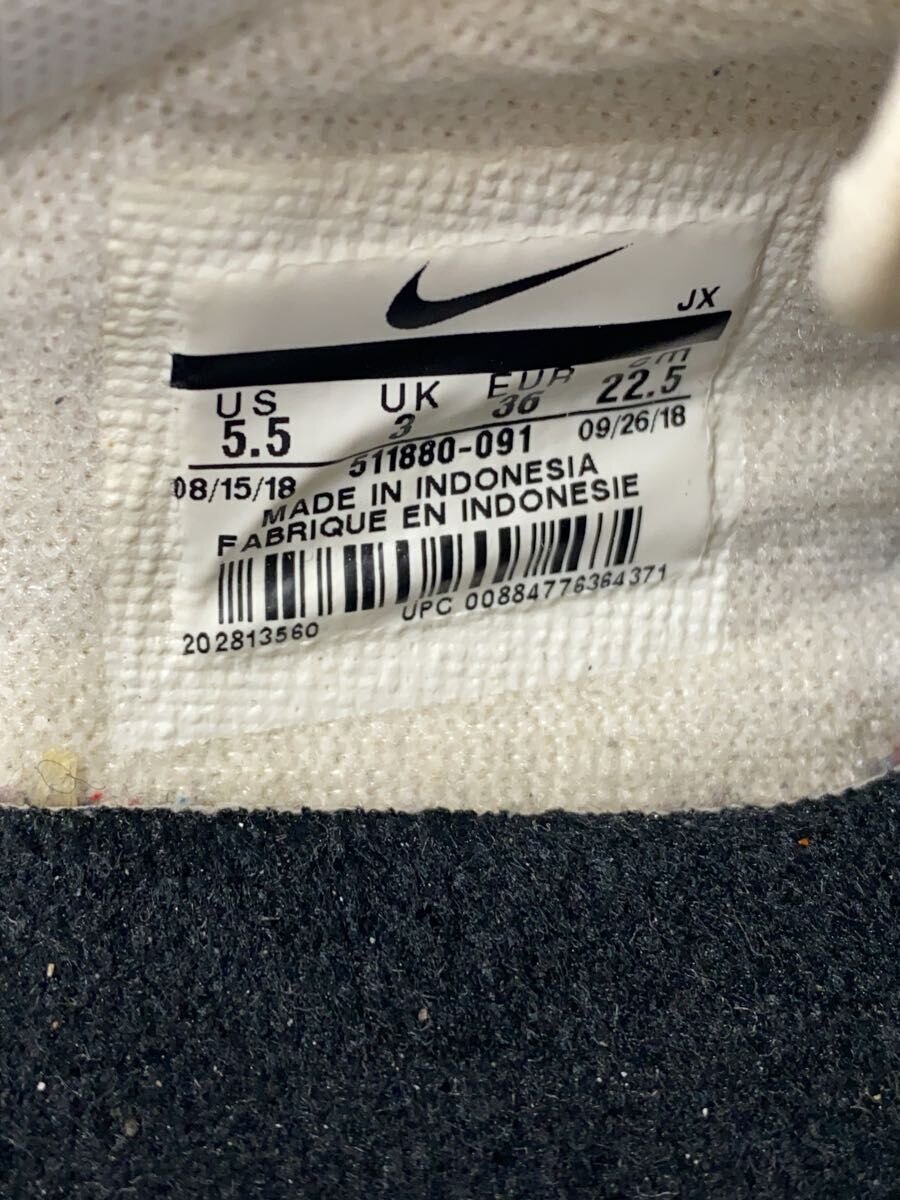 JX
US UK EUR cm
5.5 3 36 22.5
08/15/18 511880-091 09/26/18
MADE IN INDONESIA
FABRIQUE EN INDONESIE
UPC 00884776364371
202813560